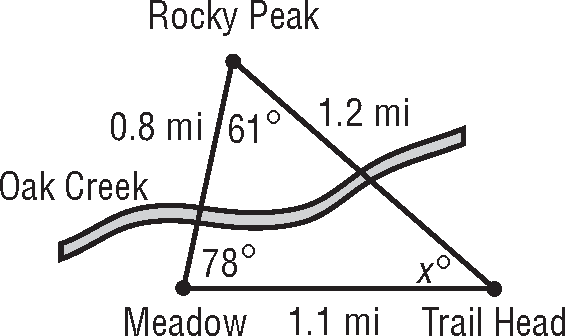 Rocky Peak
0.8 mi
61°
1.2 mi
Oak Creek
78°
x°
Meadow
1.1 mi
Trail Head